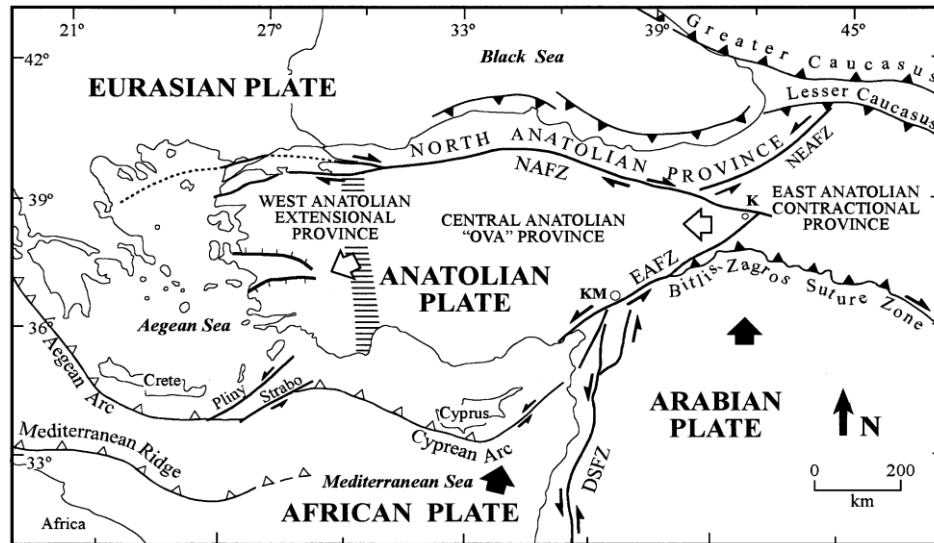 21°
27°
33°
39°
45°
42°
39°
36°
33°
Black Sea
Greater Caucasus
Lesser Caucasus
EURASIAN PLATE
NORTH ANATOLIAN PROVINCE
NAFZ
NEAFZ
WEST ANATOLIAN
EXTENSIONAL
PROVINCE
CENTRAL ANATOLIAN
“OVA” PROVINCE
K
EAST ANATOLIAN
CONTRACTIONAL
PROVINCE
ANATOLIAN
PLATE
EAFZ
KM
Bitlis-Zagros Suture Zone
Aegean Sea
Aegean Arc
Crete
Pliny
Strabo
Cyprus
Cyprean Arc
DSFZ
ARABIAN
PLATE
N
Mediterranean Ridge
Mediterranean Sea
AFRICAN PLATE
Africa
0 200
km